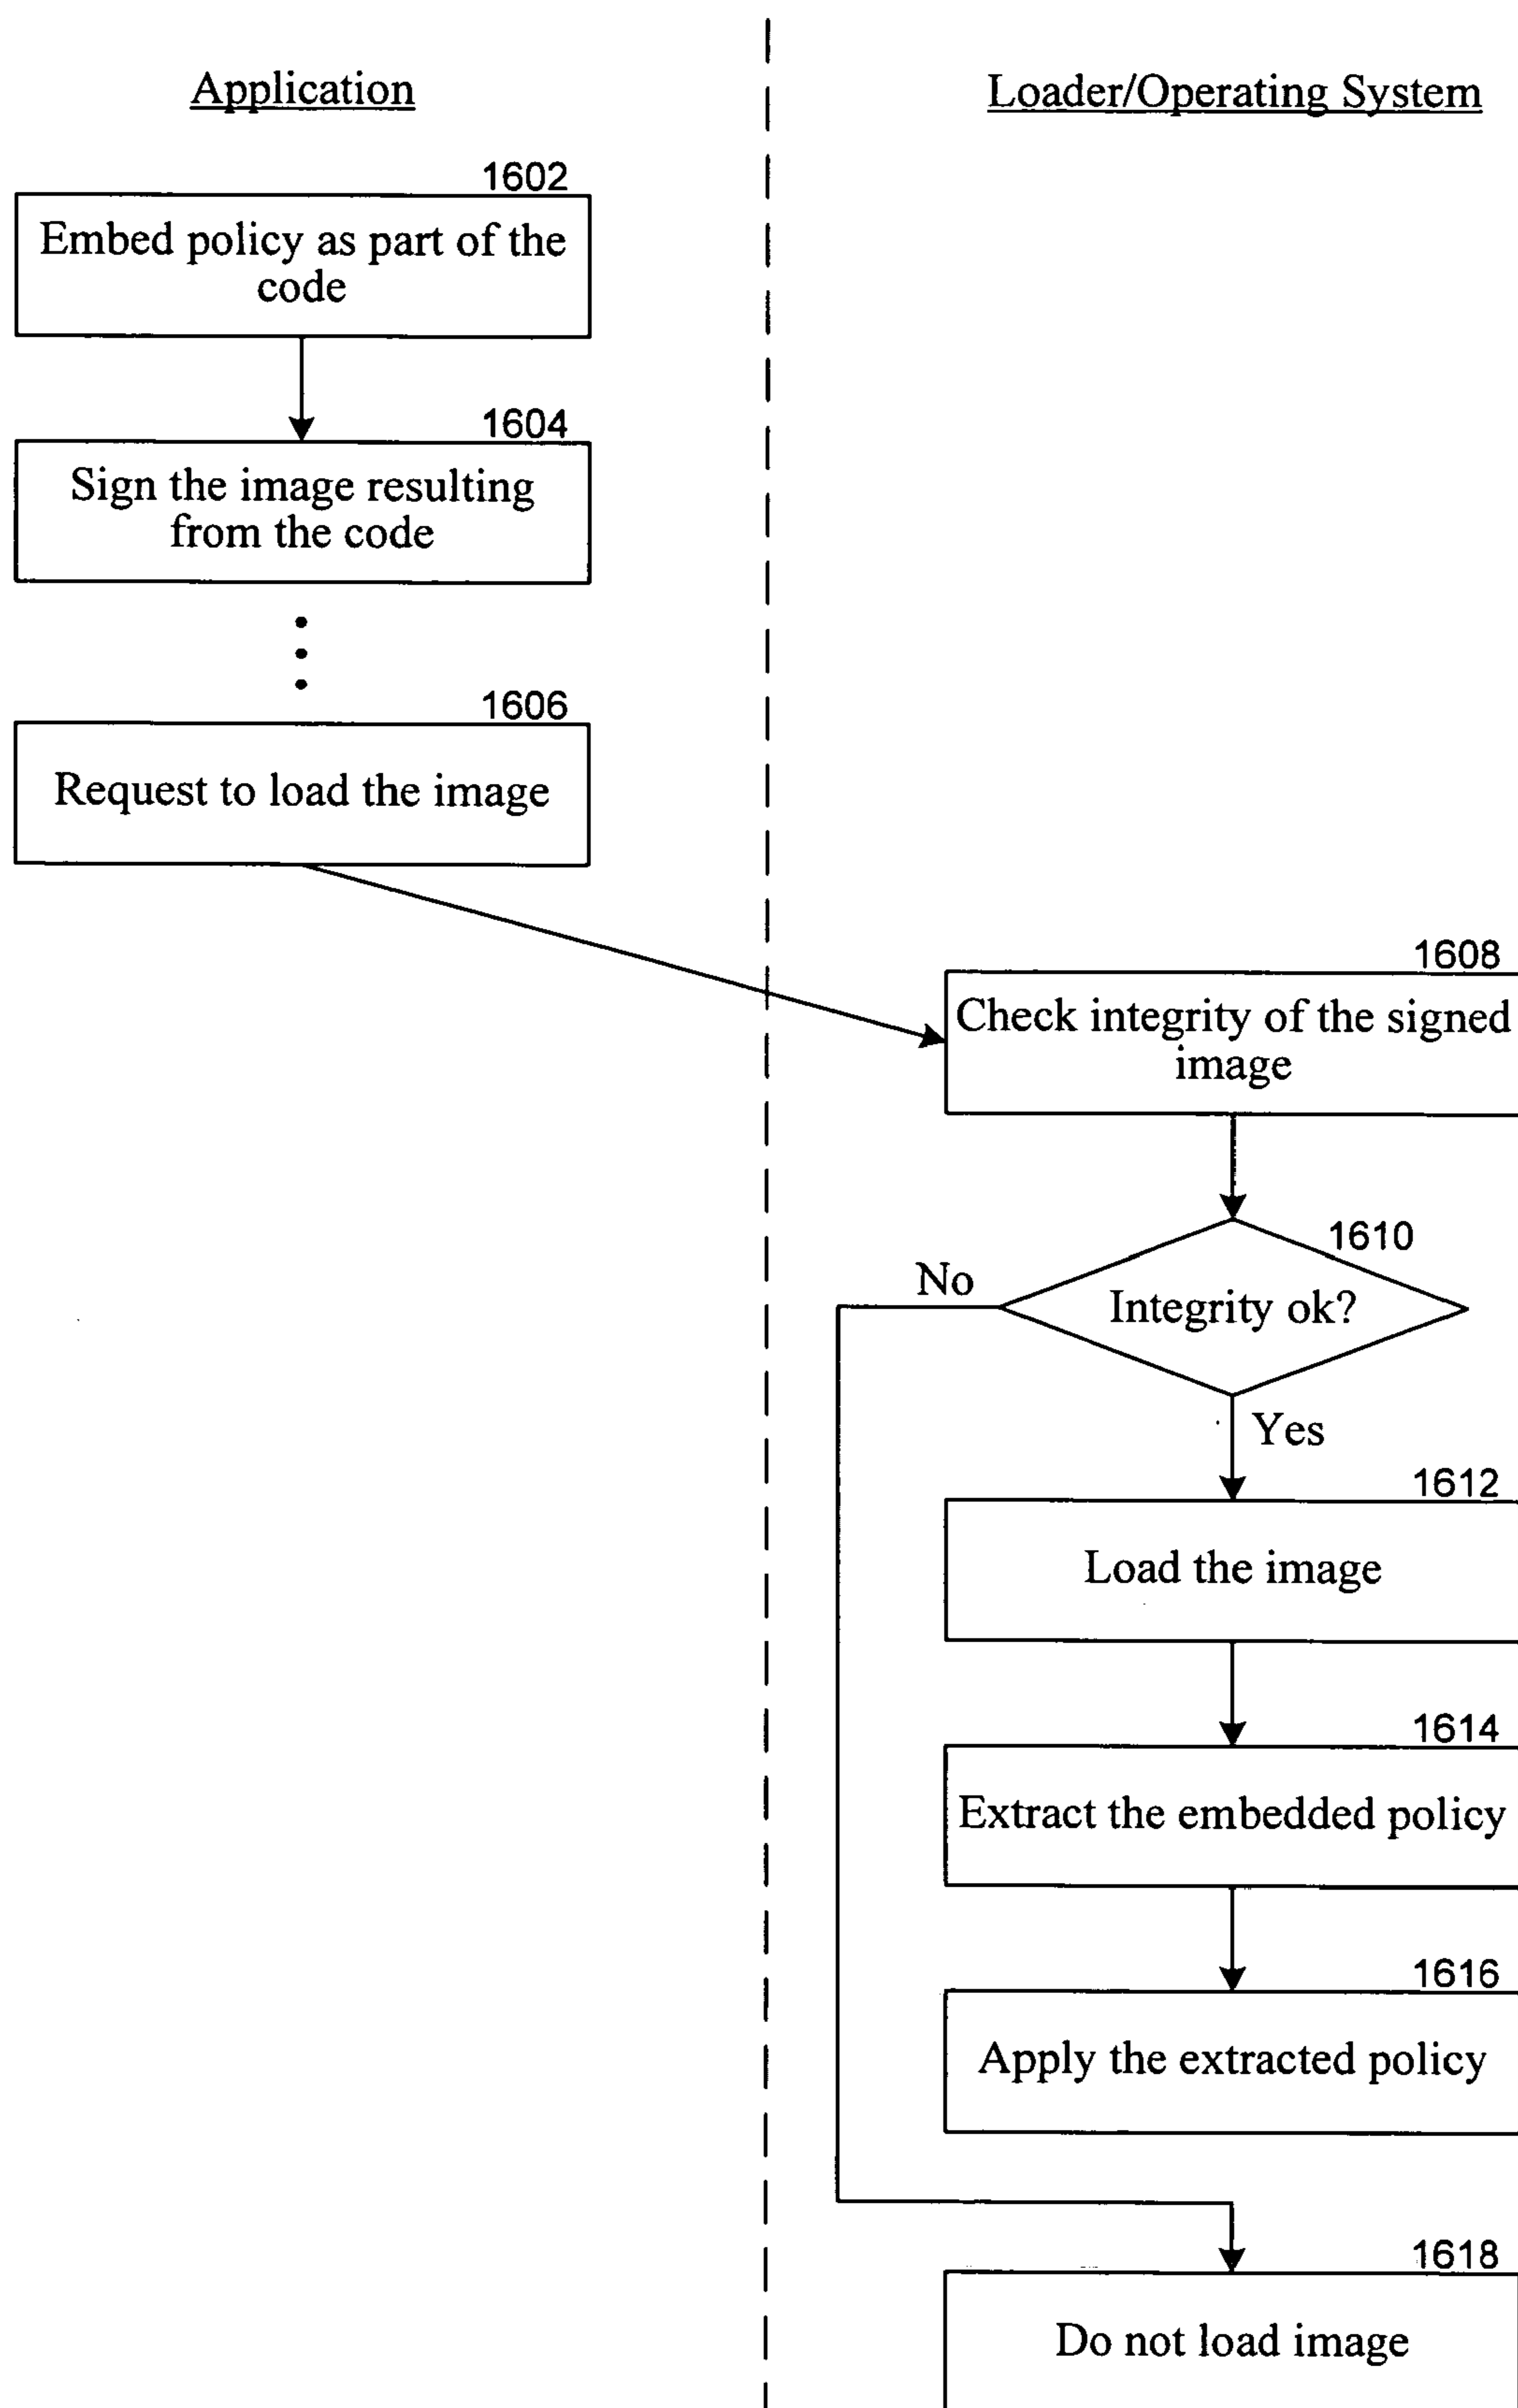 Application
Loader/Operating System
1602
Embed policy as part of the
code
1604
Sign the image resulting
from the code
1606
Request to load the image
1608
Check integrity of the signed
image
1610
Integrity ok?
No
Yes
1612
Load the image
1614
Extract the embedded policy
1616
Apply the extracted policy
1618
Do not load image